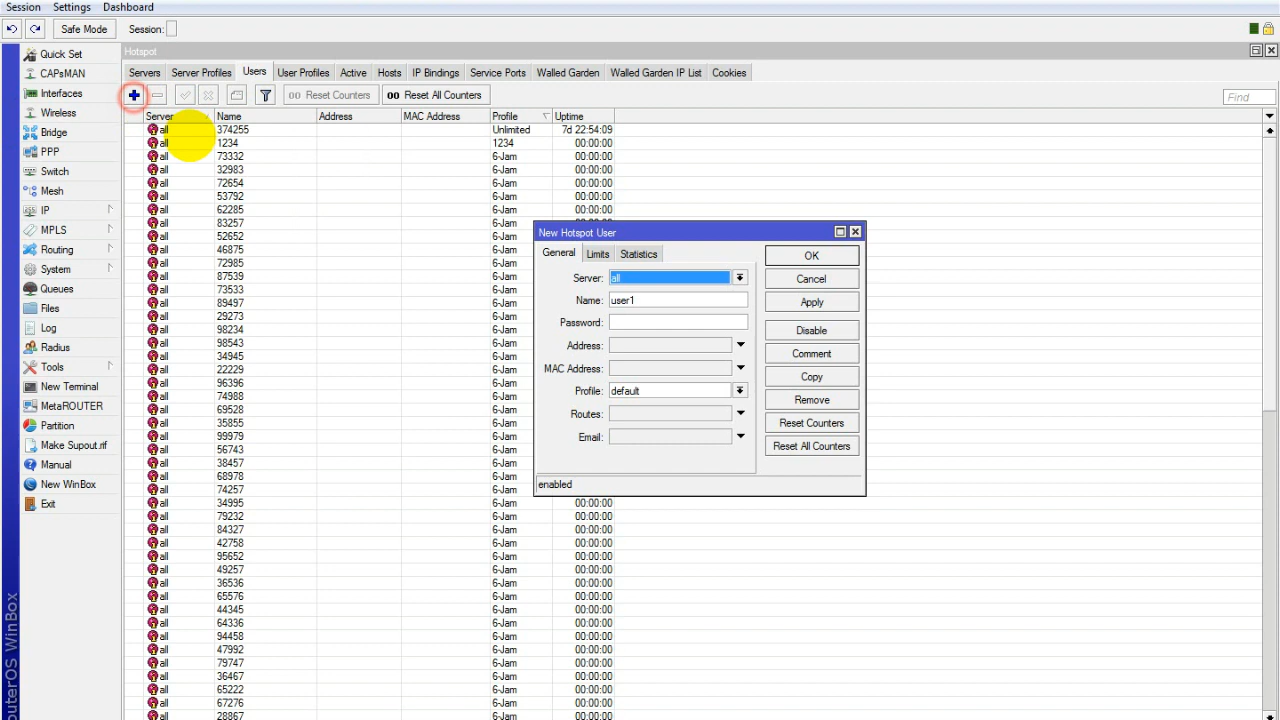 Session Settings Dashboard
Safe Mode Session:
Quick Set
CAPsMAN
Interfaces
Wireless
Bridge
PPP
Switch
Mesh
IP
MPLS
Routing
System
Queues
Files
Log
Radius
Tools
New Terminal
MetaROUTER
Partition
Make Supout.rif
Manual
New WinBox
Exit
outerOS WinBox
Hotspot
Servers Server Profiles Users User Profiles Active Hosts IP Bindings Service Ports Walled Garden Walled Garden IP List Cookies
00 Reset Counters 00 Reset All Counters Find
Server Name Address MAC Address Profile Uptime
all 374255 Unlimited 7d 22:54:09
all 1234 1234 00:00:00
all 73332 6-Jam 00:00:00
all 32983 6-Jam 00:00:00
all 72654 6-Jam 00:00:00
all 53792 6-Jam 00:00:00
all 62285 6-Jam 00:00:00
all 83257 6-Jam 00:00:00
all 52652 6-Jam
all 46875 6-Jam
all 72985 6-Jam
all 87539 6-Jam
all 73533 6-Jam
all 89497 6-Jam
all 29273 6-Jam
all 98234 6-Jam
all 98543 6-Jam
all 34945 6-Jam
all 22229 6-Jam
all 96396 6-Jam
all 74988 6-Jam
all 69528 6-Jam
all 35855 6-Jam
all 99979 6-Jam
all 56743 6-Jam
all 38457 6-Jam
all 68978 6-Jam
all 74257 6-Jam
all 34995 6-Jam 00:00:00
all 79232 6-Jam 00:00:00
all 84327 6-Jam 00:00:00
all 42758 6-Jam 00:00:00
all 95652 6-Jam 00:00:00
all 49257 6-Jam 00:00:00
all 36536 6-Jam 00:00:00
all 65576 6-Jam 00:00:00
all 44345 6-Jam 00:00:00
all 64336 6-Jam 00:00:00
all 94458 6-Jam 00:00:00
all 47992 6-Jam 00:00:00
all 79747 6-Jam 00:00:00
all 36467 6-Jam 00:00:00
all 65222 6-Jam 00:00:00
all 67276 6-Jam 00:00:00
all 28867 6-Jam 00:00:00
New Hotspot User
General Limits Statistics
Server: all
Name: user1
Password:
Address:
MAC Address:
Profile: default
Routes:
Email:
enabled
OK
Cancel
Apply
Disable
Comment
Copy
Remove
Reset Counters
Reset All Counters